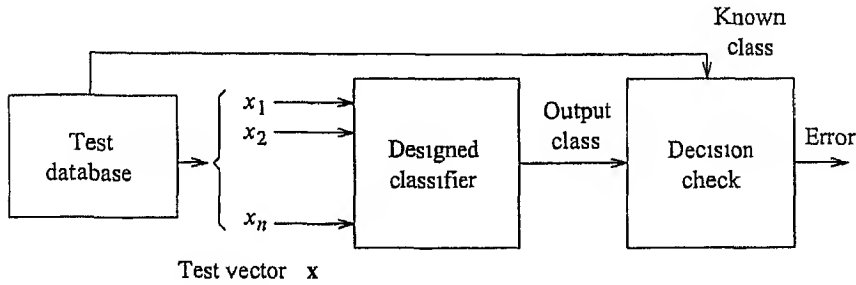 Known
class
Test
database
x1
x2
xn
Test vector x
Designed
classifier
Output
class
Decision
check
Error